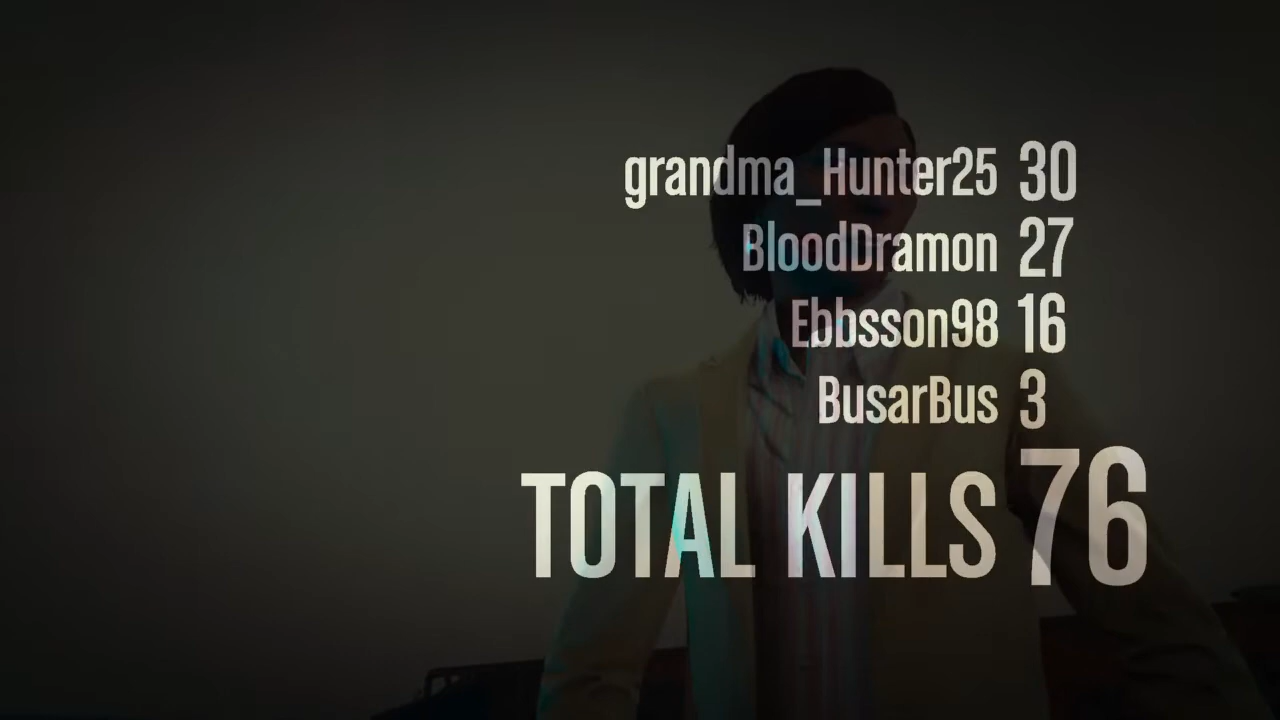 grandma_Hunter25 30
BloodDramon 27
Ebbsson98 16
BusarBus 3
TOTAL KILLS 76